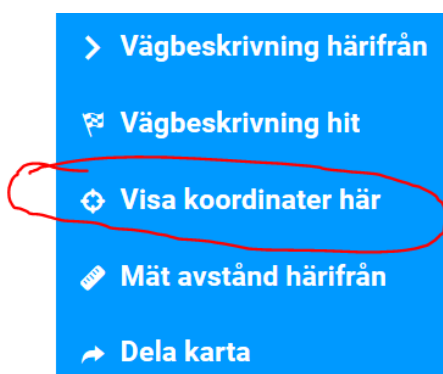 Vägbeskrivning härifrån
Vägbeskrivning hit
Visa koordinater här
Mät avstånd härifrån
Dela karta